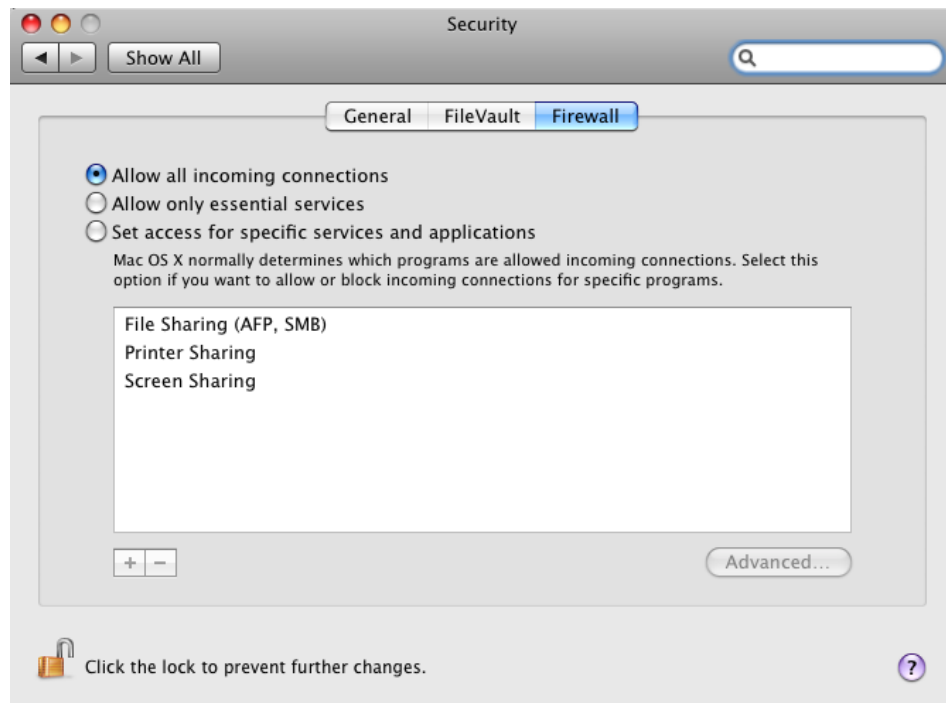 Security
Show All
General FileVault Firewall
Allow all incoming connections
Allow only essential services
Set access for specific services and applications
Mac OS X normally determines which programs are allowed incoming connections. Select this
option if you want to allow or block incoming connections for specific programs.
File Sharing (AFP, SMB)
Printer Sharing
Screen Sharing
+ −
Advanced...
Click the lock to prevent further changes.
?